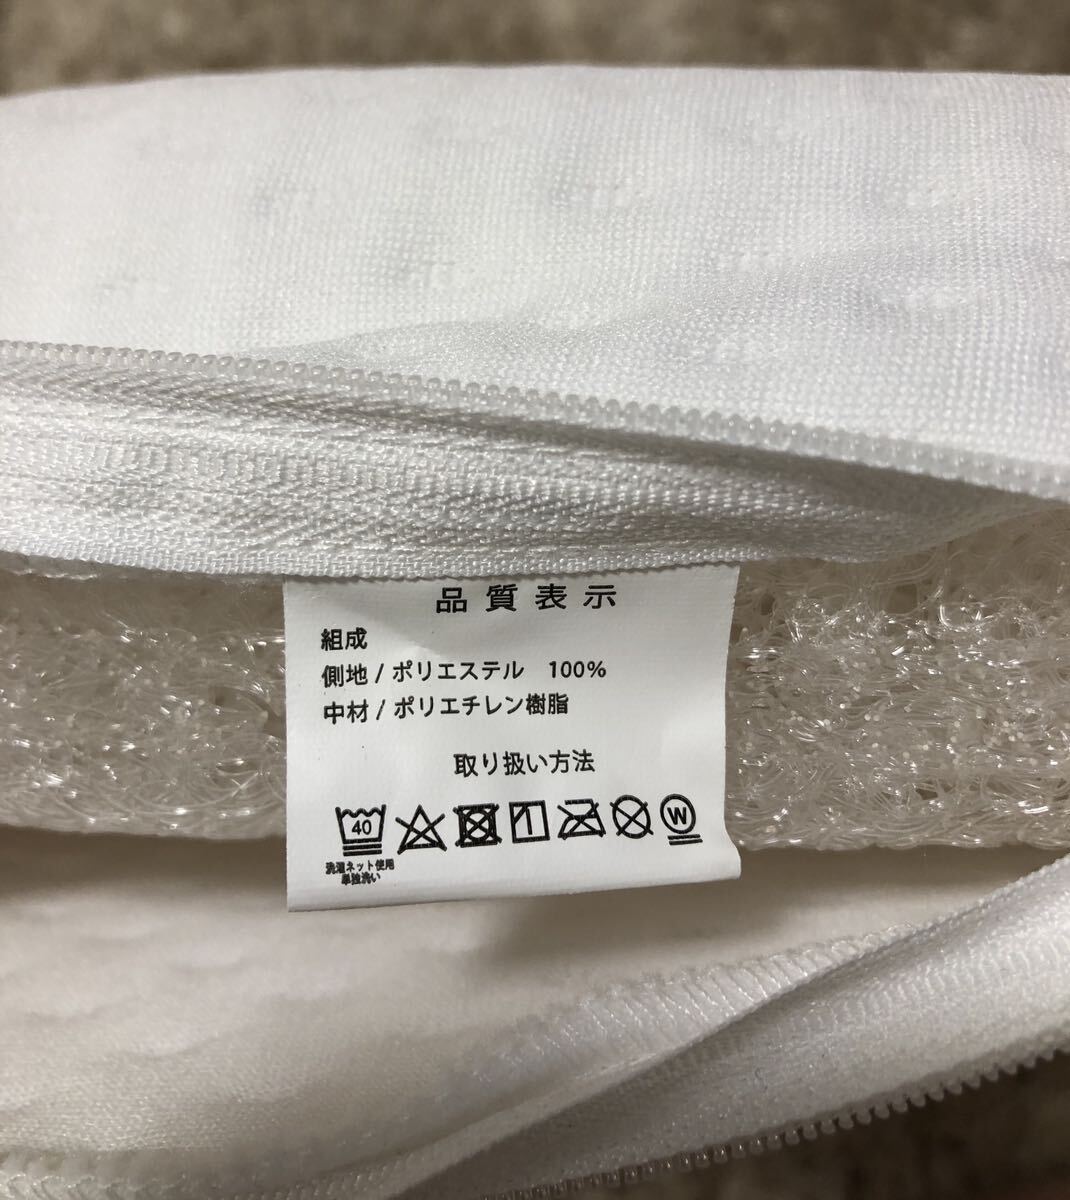 品質表示
組成
側地 / ポリエステル 100%
中材 / ポリエチレン樹脂
取り扱い方法
40 W
洗濯ネット使用
単独洗い